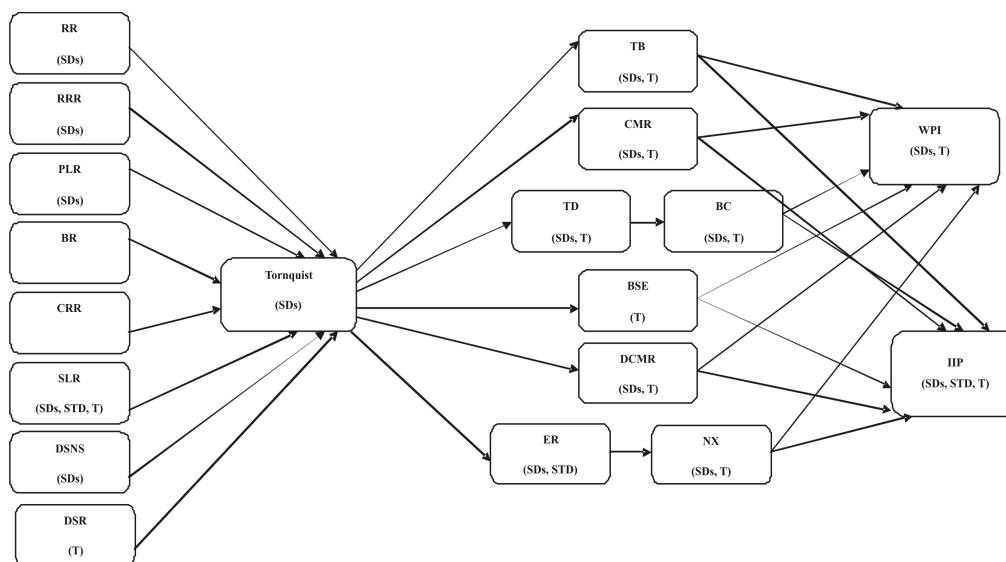 RR
(SDs)
RRR
(SDs)
PLR
(SDs)
BR
CRR
SLR
(SDs, STD, T)
DSNS
(SDs)
DSR
(T)
Tornquist
(SDs)
TB
(SDs, T)
CMR
(SDs, T)
TD
(SDs, T)
BC
(SDs, T)
BSE
(T)
DCMR
(SDs, T)
ER
(SDs, STD)
NX
(SDs, T)
WPI
(SDs, T)
IIP
(SDs, STD, T)